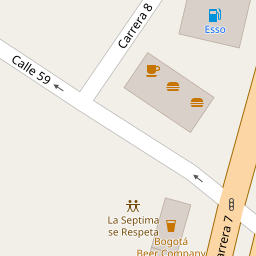 Carrera 8
Esso
Calle 59
La Septima
se Respeta
Carrera 7
Bogotá
Beer Company